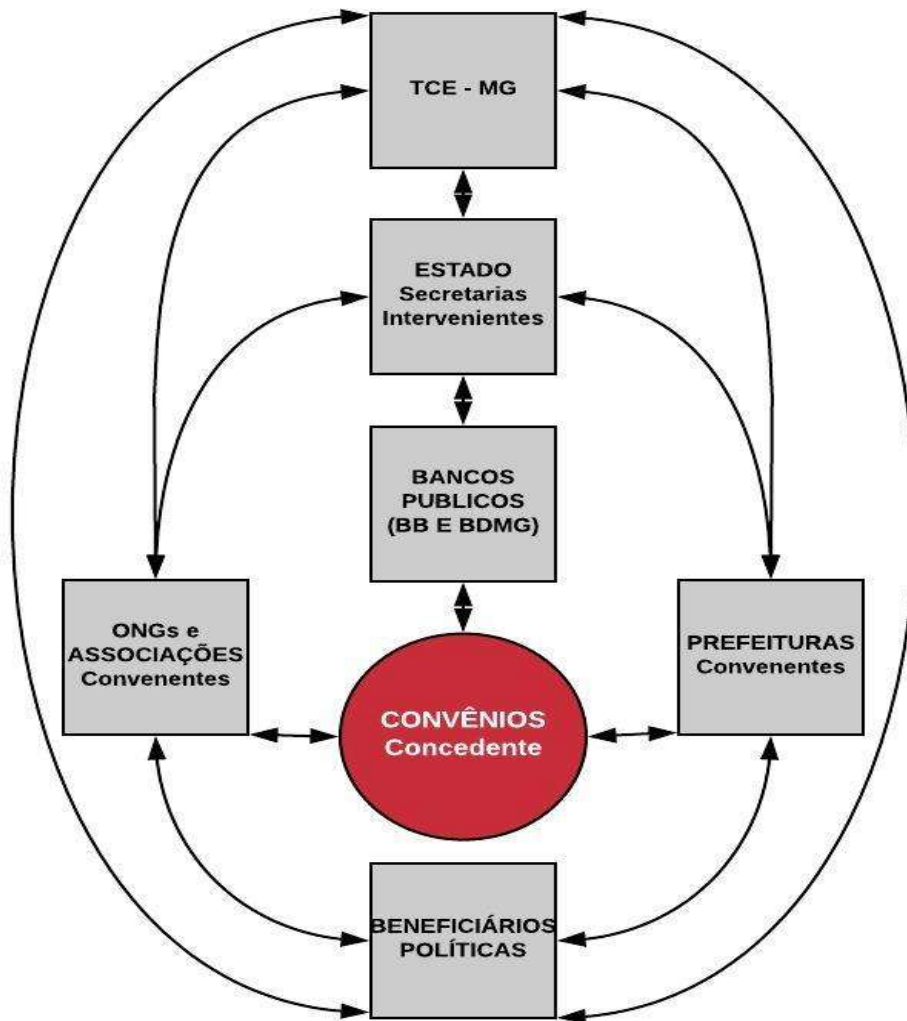 TCE - MG
ESTADO
Secretarias
Intervenientes
BANCOS
PUBLICOS
(BB E BDMG)
ONGs e
ASSOCIAÇÕES
Convenentes
PREFEITURAS
Convenentes
CONVÊNIOS
Concedente
BENEFICIÁRIOS
POLÍTICAS